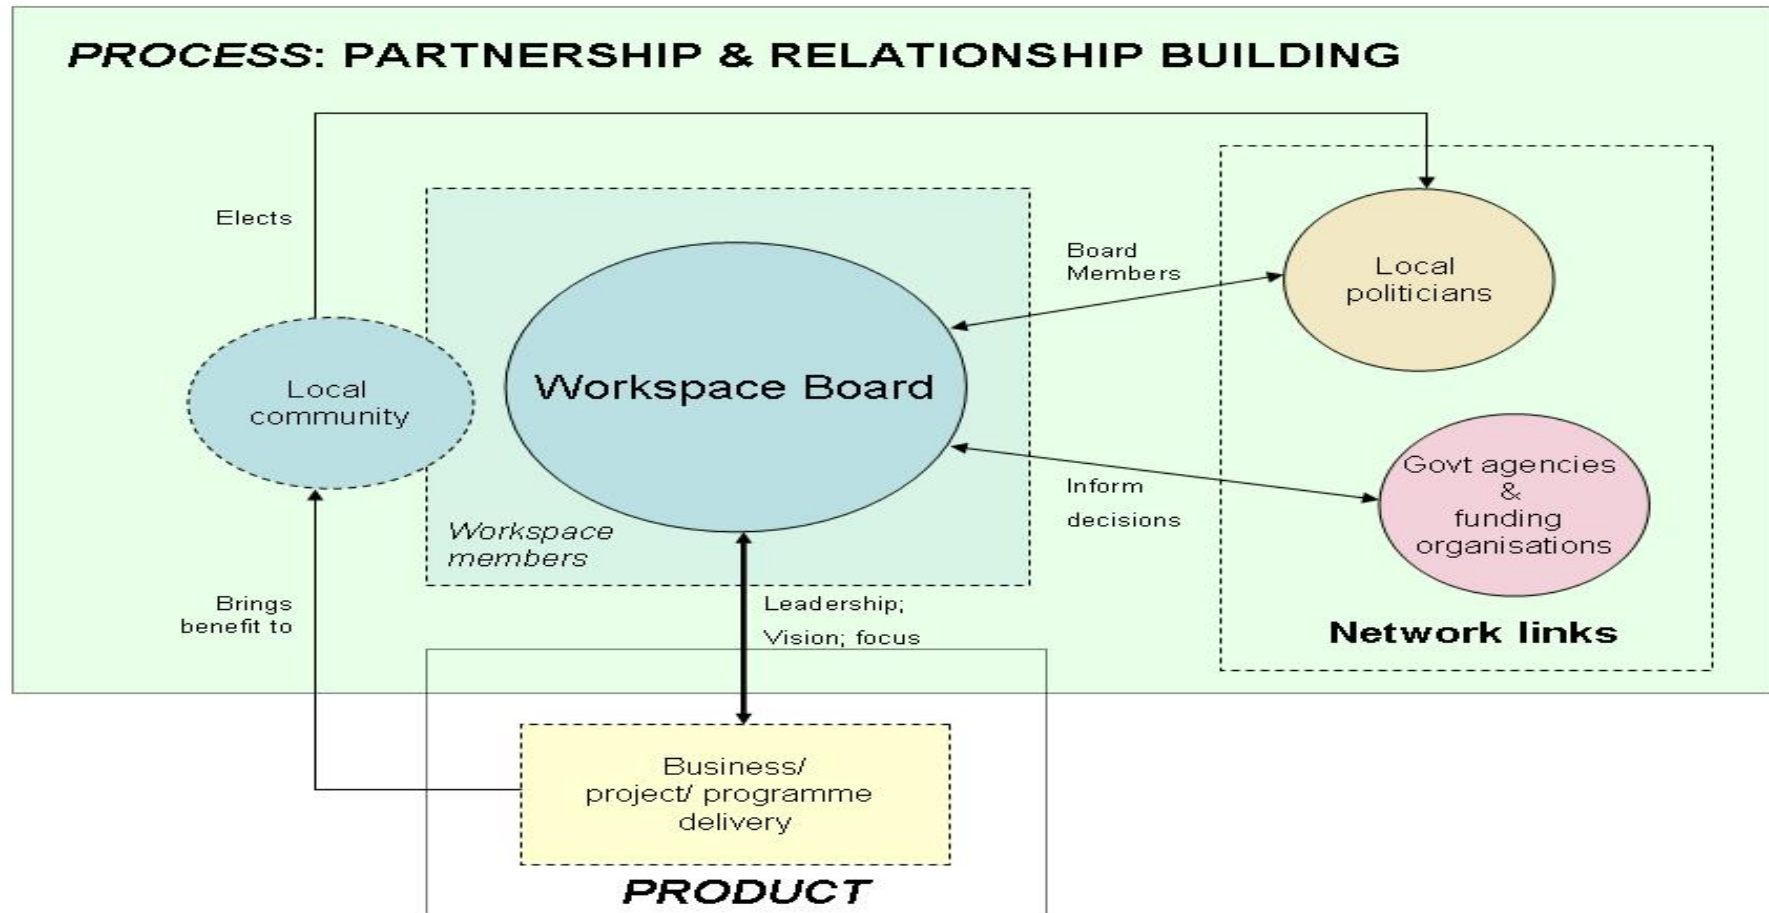 PROCESS: PARTNERSHIP & RELATIONSHIP BUILDING
Elects
Board
Members
Local
politicians
Local
community
Workspace Board
Workspace
members
Inform
decisions
Govt agencies
&
funding
organisations
Network links
Brings
benefit to
Leadership;
Vision; focus
Business/
project/ programme
delivery
PRODUCT